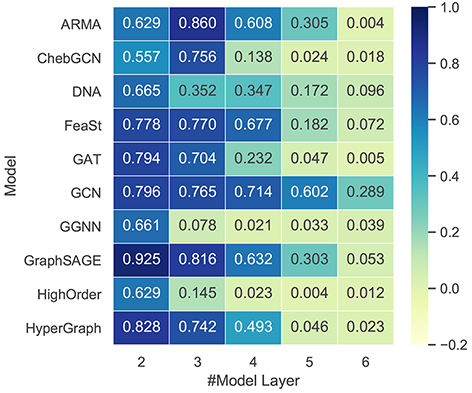 ARMA 0.629 0.860 0.608 0.305 0.004
ChebGCN 0.557 0.756 0.138 0.024 0.018
DNA 0.665 0.352 0.347 0.172 0.096
FeaSt 0.778 0.770 0.677 0.182 0.072
GAT 0.794 0.704 0.232 0.047 0.005
GCN 0.796 0.765 0.714 0.602 0.289
GGNN 0.661 0.078 0.021 0.033 0.039
GraphSAGE 0.925 0.816 0.632 0.303 0.053
HighOrder 0.629 0.145 0.023 0.004 0.012
HyperGraph 0.828 0.742 0.493 0.046 0.023
2 3 4 5 6
#Model Layer
Model
1.0
0.8
0.6
0.4
0.2
0.0
−0.2